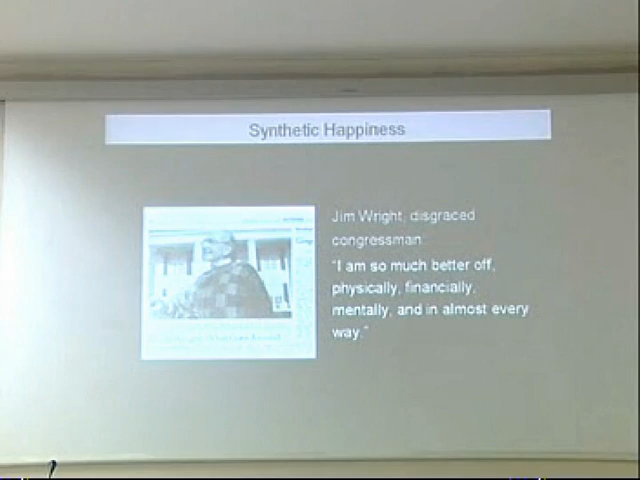 Synthetic Happiness
Jim Wright, disgraced
congressman:
“I am so much better off,
physically, financially,
mentally, and in almost every
way.”